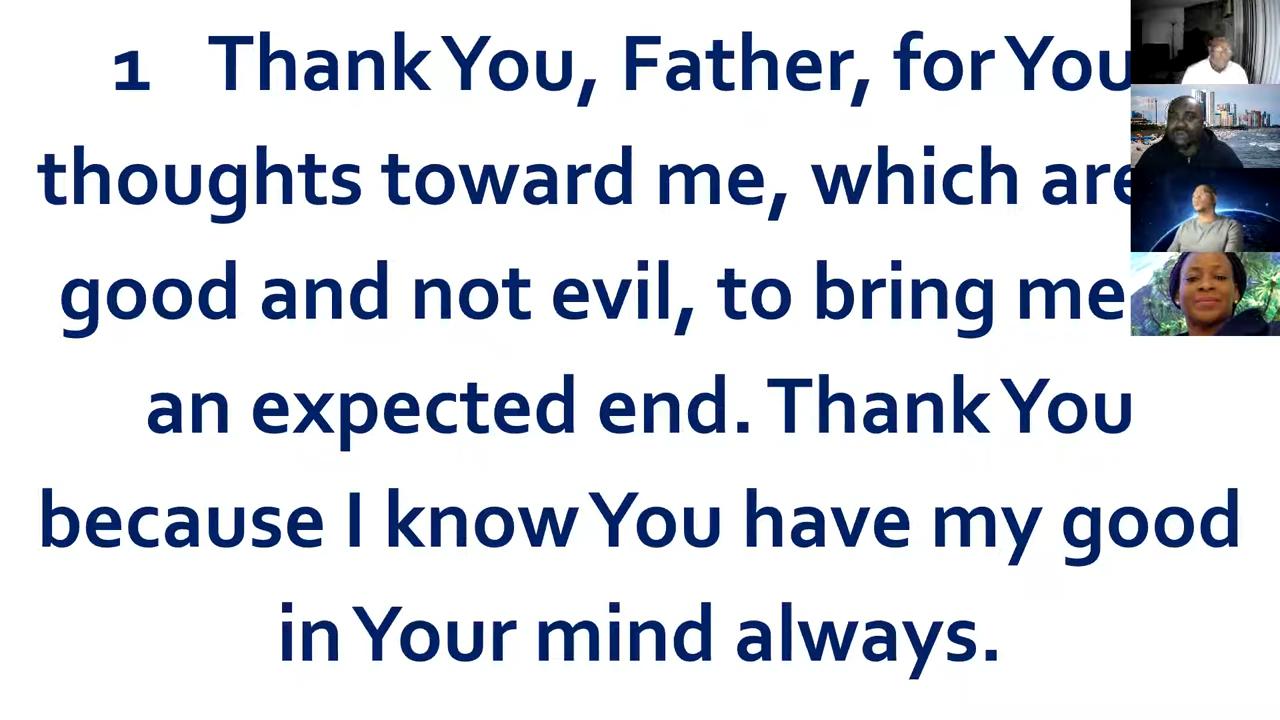 1 Thank You, Father, for You
thoughts toward me, which are
good and not evil, to bring me
an expected end. Thank You
because I know You have my good
in Your mind always.